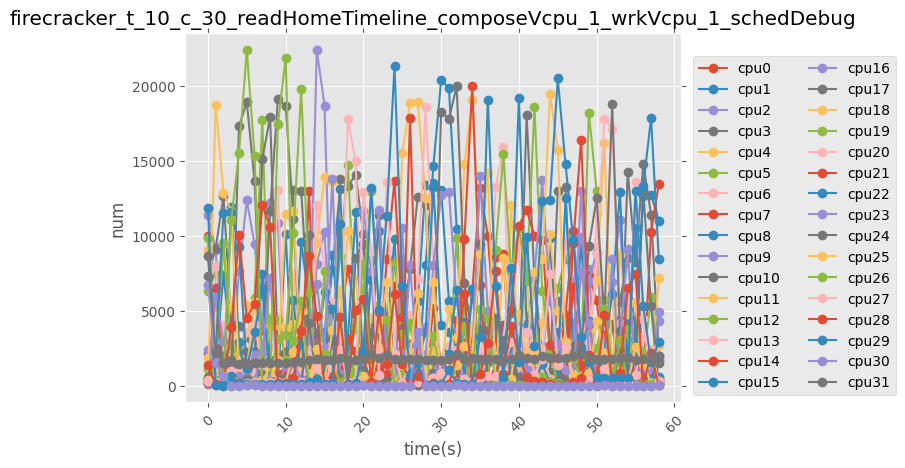 firecracker_t_10_c_30_readHomeTimeline_composeVcpu_1_wrkVcpu_1_schedDebug
num
20000
15000
10000
5000
0
0 10 20 30 40 50 60
time(s)
cpu0 cpu16
cpu1 cpu17
cpu2 cpu18
cpu3 cpu19
cpu4 cpu20
cpu5 cpu21
cpu6 cpu22
cpu7 cpu23
cpu8 cpu24
cpu9 cpu25
cpu10 cpu26
cpu11 cpu27
cpu12 cpu28
cpu13 cpu29
cpu14 cpu30
cpu15 cpu31